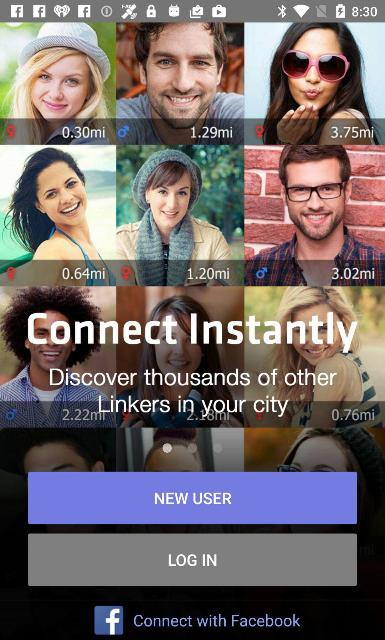 8:30
0.30mi 1.29mi 3.75mi
0.64mi 1.20mi 3.02mi
Connect Instantly
Discover thousands of other
Linkers in your city
2.22mi 2.18mi 0.76mi
NEW USER
LOG IN
f Connect with Facebook